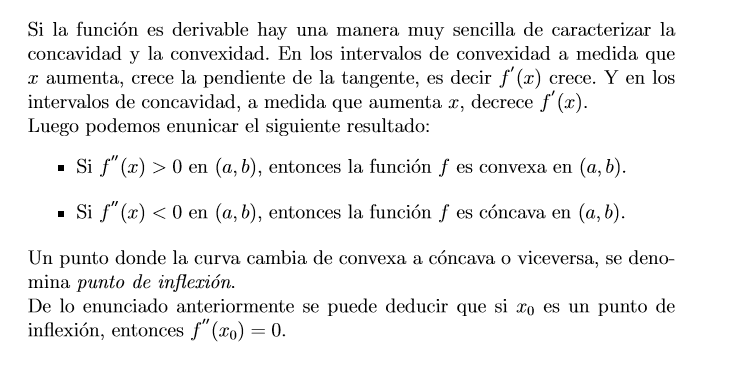 Si la función es derivable hay una manera muy sencilla de caracterizar la
concavidad y la convexidad. En los intervalos de convexidad a medida que
x aumenta, crece la pendiente de la tangente, es decir f′(x) crece. Y en los
intervalos de concavidad, a medida que aumenta x, decrece f′(x).
Luego podemos enunicar el siguiente resultado:
▪ Si f″(x) > 0 en (a, b), entonces la función f es convexa en (a, b).
▪ Si f″(x) < 0 en (a, b), entonces la función f es cóncava en (a, b).
Un punto donde la curva cambia de convexa a cóncava o viceversa, se deno-
mina punto de inflexión.
De lo enunciado anteriormente se puede deducir que si x₀ es un punto de
inflexión, entonces f″(x₀) = 0.